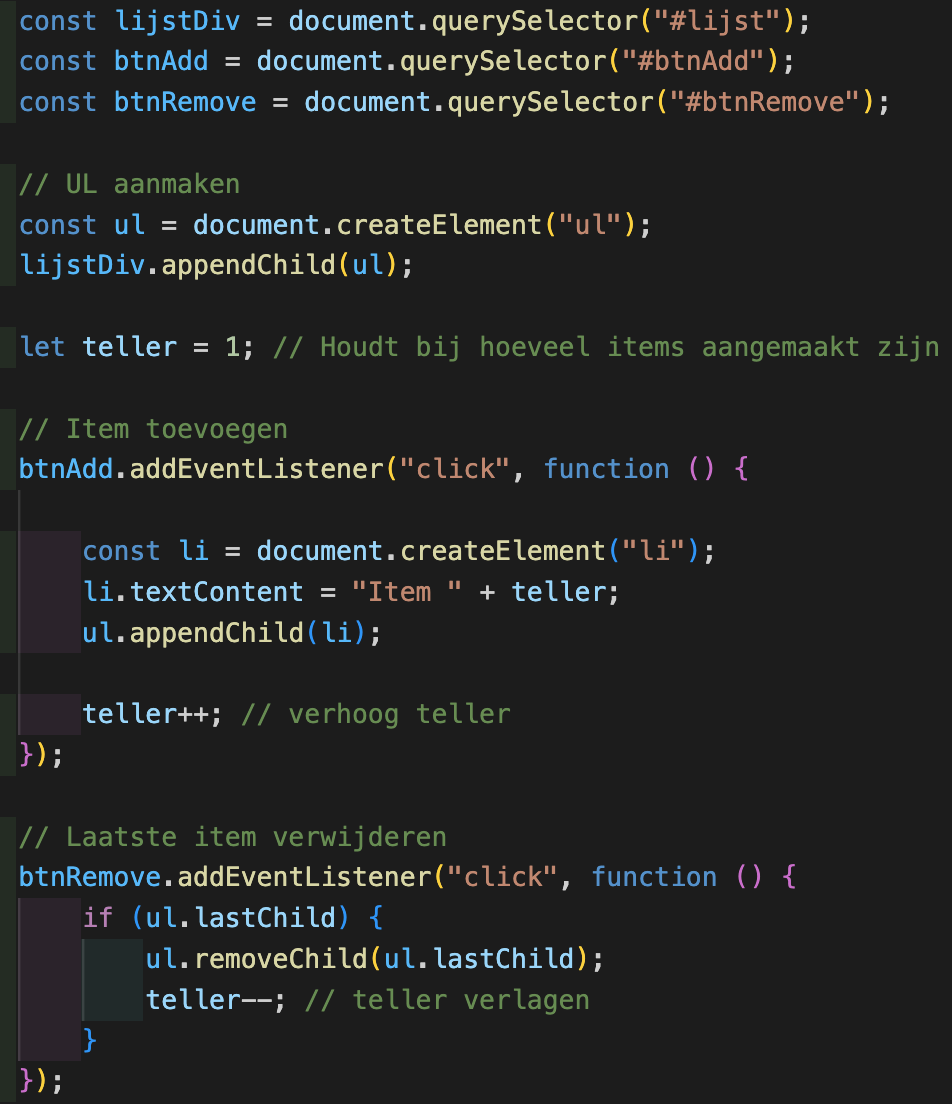 const lijstDiv = document.querySelector("#lijst");
const btnAdd = document.querySelector("#btnAdd");
const btnRemove = document.querySelector("#btnRemove");
// UL aanmaken
const ul = document.createElement("ul");
lijstDiv.appendChild(ul);
let teller = 1; // Houdt bij hoeveel items aangemaakt zijn
// Item toevoegen
btnAdd.addEventListener("click", function () {
const li = document.createElement("li");
li.textContent = "Item " + teller;
ul.appendChild(li);
teller++; // verhoog teller
});
// Laatste item verwijderen
btnRemove.addEventListener("click", function () {
if (ul.lastChild) {
ul.removeChild(ul.lastChild);
teller--; // teller verlagen
}
});